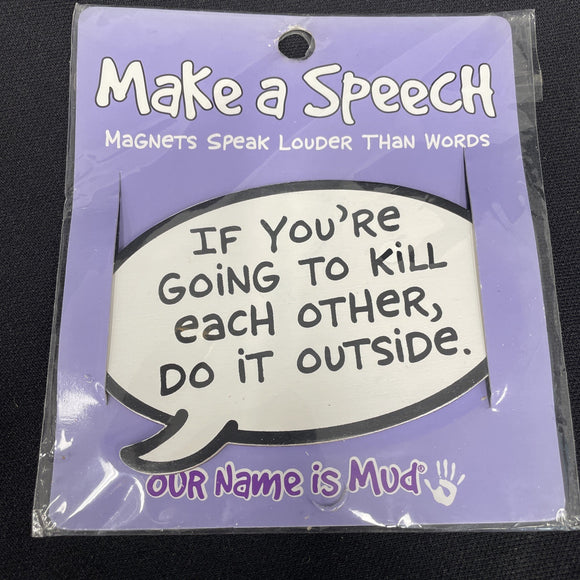 Make a Speech
Magnets Speak Louder Than Words
If you're
going to kill
each other,
do it outside.
Our Name is Mud®